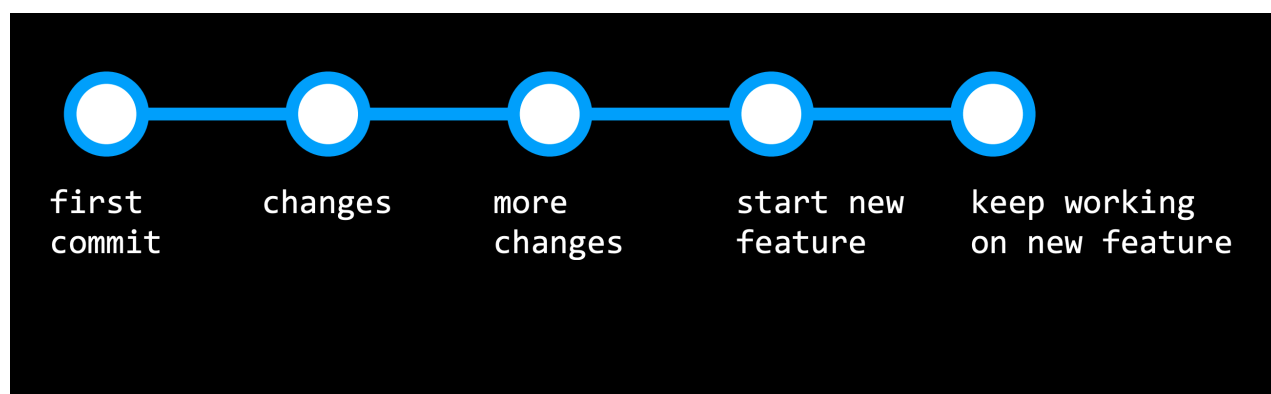 first
commit
changes
more
changes
start new
feature
keep working
on new feature